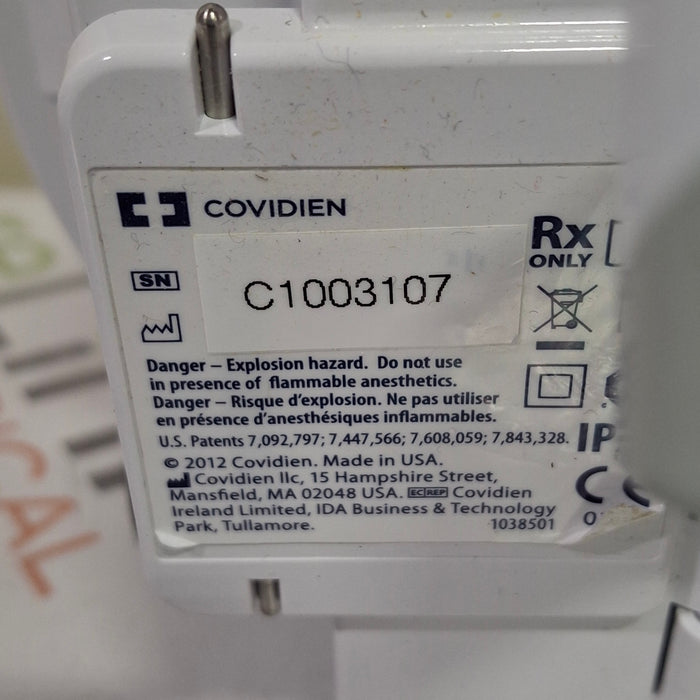 COVIDIEN
Rx
ONLY
SN
C1003107
Danger – Explosion hazard. Do not use
in presence of flammable anesthetics.
Danger – Risque d'explosion. Ne pas utiliser
en présence d'anesthésiques inflammables.
U.S. Patents 7,092,797; 7,447,566; 7,608,059; 7,843,328.
IP
© 2012 Covidien. Made in USA.
Covidien llc, 15 Hampshire Street,
Mansfield, MA 02048 USA. EC REP Covidien
Ireland Limited, IDA Business & Technology
Park, Tullamore.
1038501
CE
0